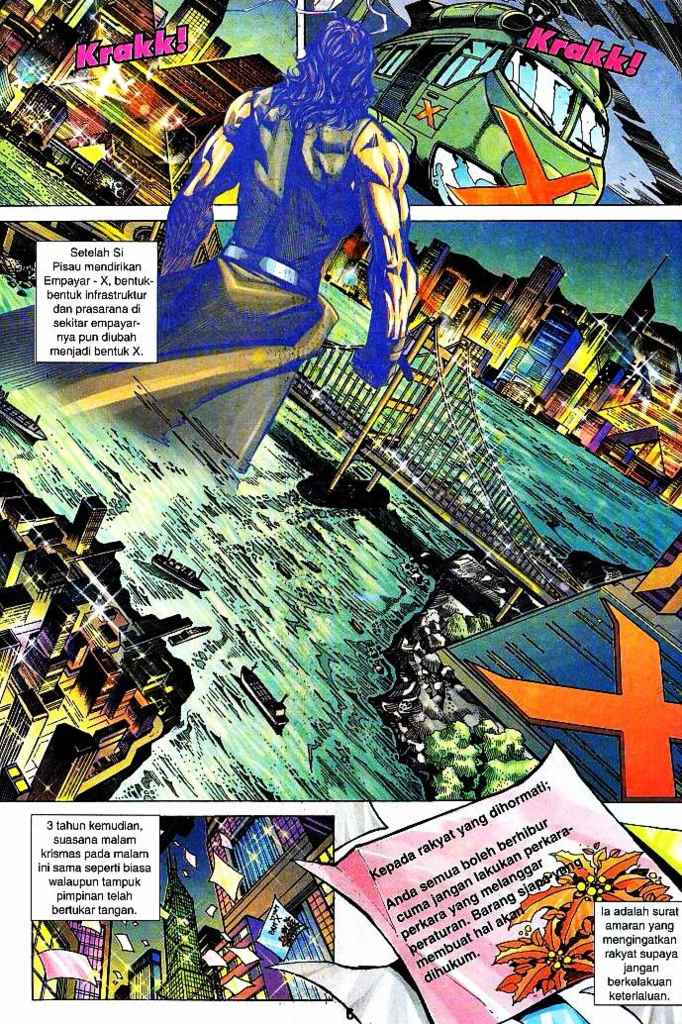 Krakk!
Krakk!
X
X
Setelah Si
Pisau mendirikan
Empayar - X, bentuk-
bentuk infrastruktur
dan prasarana di
sekitar empayar-
nya pun diubah
menjadi bentuk X.
X
3 tahun kemudian,
suasana malam
krismas pada malam
ini sama seperti biasa
walaupun tampuk
pimpinan telah
bertukar tangan.
Kepada rakyat yang dihormati;
Anda semua boleh berhibur
cuma jangan lakukan perkara-
perkara yang melanggar
peraturan. Barang siapa yang
membuat hal akan
dihukum.
Ia adalah surat
amaran yang
mengingatkan
rakyat supaya
jangan
berkelakuan
keterlaluan.
6